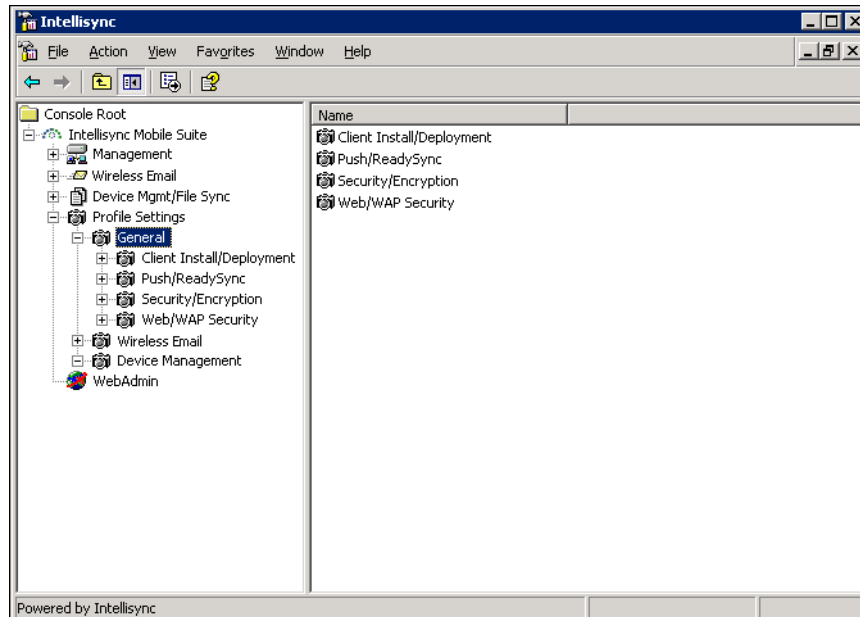 Intellisync
File Action View Favorites Window Help
Console Root
Intellisync Mobile Suite
Management
Wireless Email
Device Mgmt/File Sync
Profile Settings
General
Client Install/Deployment
Push/ReadySync
Security/Encryption
Web/WAP Security
Wireless Email
Device Management
WebAdmin
Name
Client Install/Deployment
Push/ReadySync
Security/Encryption
Web/WAP Security
Powered by Intellisync